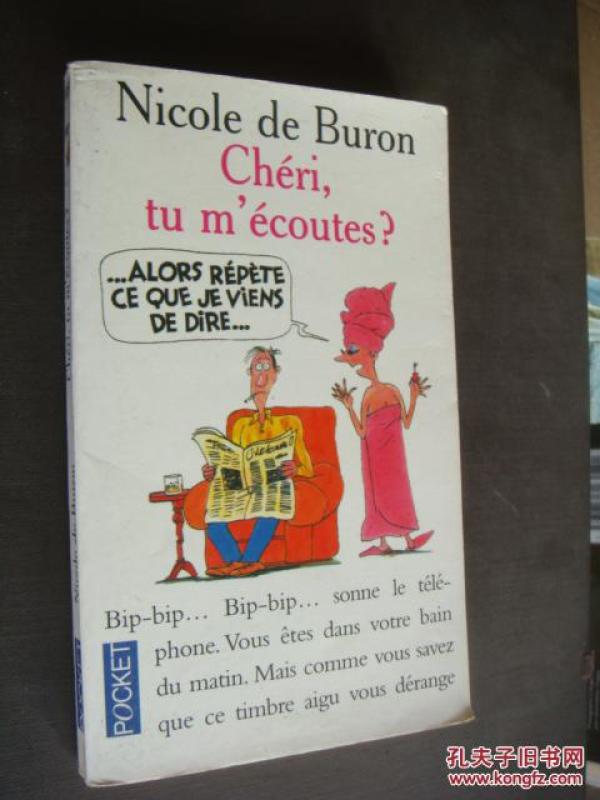 Nicole de Buron
Chéri,
tu m'écoutes?
...ALORS RÉPÈTE
CE QUE JE VIENS
DE DIRE...
Bip-bip... Bip-bip... sonne le télé-
phone. Vous êtes dans votre bain
du matin. Mais comme vous savez
que ce timbre aigu vous dérange
POCKET
Nicole de Buron
孔夫子旧书网
www.kongfz.com